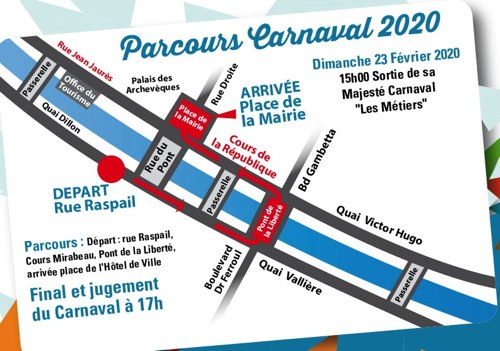 Parcours Carnaval 2020
Dimanche 23 Février 2020
15h00 Sortie de sa
Majesté Carnaval
"Les Métiers"
Rue Jean Jaurès
Passerelle
Office du
Tourisme
Quai Dillon
Palais des
Archevèques
Rue Droite
ARRIVÉE
Place de
la Mairie
Place de
la Mairie
Rue du
Pont
Cours de
la République
Passerelle
Bd Gambetta
DEPART
Rue Raspail
Pont de
la Liberté
Quai Victor Hugo
Boulevard
Dr Ferroul
Quai Vallière
Passerelle
Parcours : Départ : rue Raspail,
Cours Mirabeau, Pont de la Liberté,
arrivée place de l'Hôtel de Ville
Final et jugement
du Carnaval à 17h